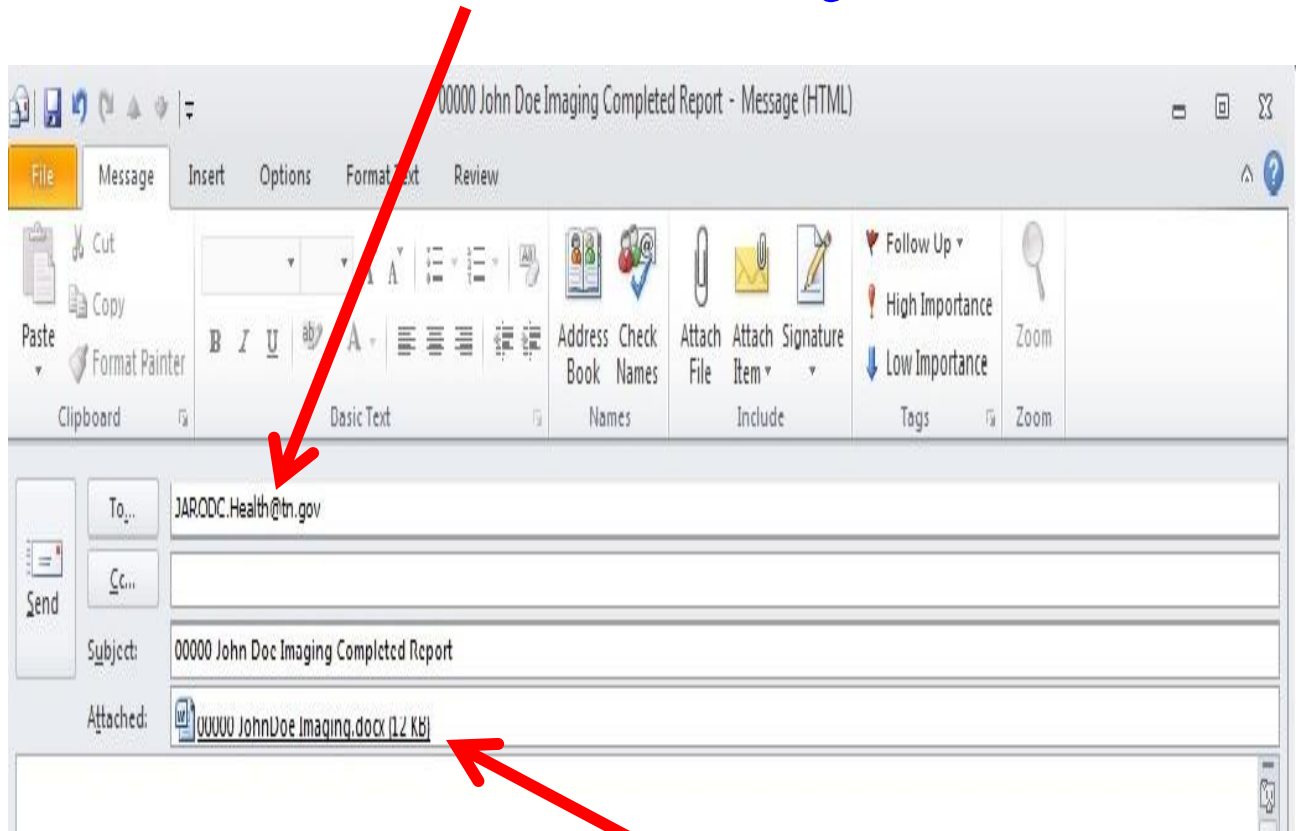 00000 John Doe Imaging Completed Report - Message (HTML)
File Message Insert Options Format Text Review
Paste
Cut
Copy
Format Painter
Clipboard
B I U A
Basic Text
Address Book
Check Names
Names
Attach File
Attach Item
Signature
Include
Follow Up
High Importance
Low Importance
Tags
Zoom
Zoom
Send
To...
JARODC.Health@tn.gov
Cc...
Subject:
00000 John Doe Imaging Completed Report
Attached:
00000 JohnDoe Imaging.docx (12 KB)